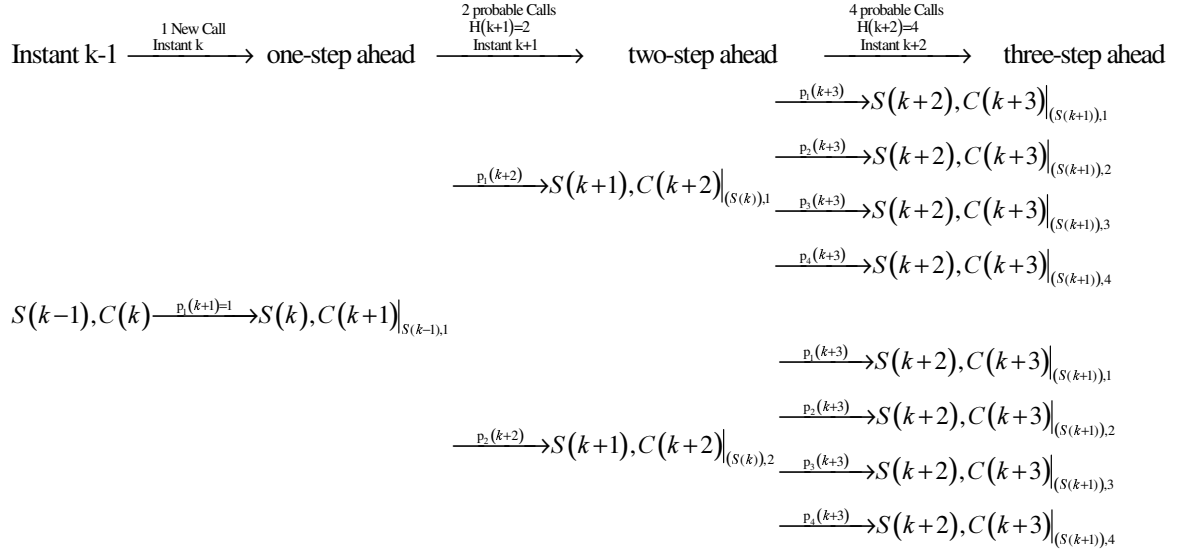 1 New Call
2 probable Calls
H(k+1)=2
4 probable Calls
H(k+2)=4
Instant k-1 Instant k one-step ahead Instant k+1 two-step ahead Instant k+2 three-step ahead
p₁(k+3) S(k+2),C(k+3)|(S(k+1)),1
p₂(k+3) S(k+2),C(k+3)|(S(k+1)),2
p₁(k+2) S(k+1),C(k+2)|(S(k)),1
p₃(k+3) S(k+2),C(k+3)|(S(k+1)),3
p₄(k+3) S(k+2),C(k+3)|(S(k+1)),4
S(k−1),C(k) p₁(k+1)=1 S(k),C(k+1)|S(k−1),1
p₁(k+3) S(k+2),C(k+3)|(S(k+1)),1
p₂(k+3) S(k+2),C(k+3)|(S(k+1)),2
p₂(k+2) S(k+1),C(k+2)|(S(k)),2
p₃(k+3) S(k+2),C(k+3)|(S(k+1)),3
p₄(k+3) S(k+2),C(k+3)|(S(k+1)),4